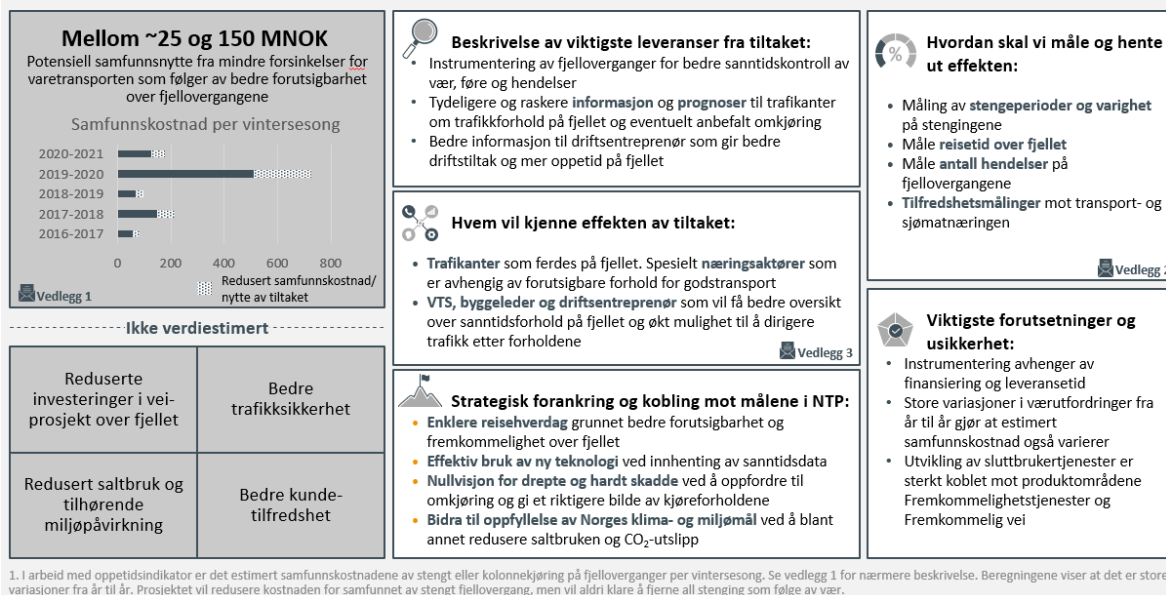 Mellom ~25 og 150 MNOK
Potensiell samfunnsnytte fra mindre forsinkelser for
varetransporten som følger av bedre forutsigbarhet
over fjellovergangene
Samfunnskostnad per vintersesong
2020-2021
2019-2020
2018-2019
2017-2018
2016-2017
0 200 400 600 800
Redusert samfunnskostnad/
nytte av tiltaket
Vedlegg 1
Ikke verdiestimert
Reduserte
investeringer i vei-
prosjekt over fjellet
Bedre
trafikksikkerhet
Redusert saltbruk og
tilhørende
miljøpåvirkning
Bedre kunde-
tilfredshet
Beskrivelse av viktigste leveranser fra tiltaket:
• Instrumentering av fjelloverganger for bedre sanntidskontroll av
vær, føre og hendelser
• Tydeligere og raskere informasjon og prognoser til trafikanter
om trafikkforhold på fjellet og eventuelt anbefalt omkjøring
• Bedre informasjon til driftsentreprenør som gir bedre
driftstiltak og mer oppetid på fjellet
Hvem vil kjenne effekten av tiltaket:
• Trafikanter som ferdes på fjellet. Spesielt næringsaktører som
er avhengig av forutsigbare forhold for godstransport
• VTS, byggeleder og driftsentreprenør som vil få bedre oversikt
over sanntidsforhold på fjellet og økt mulighet til å dirigere
trafikk etter forholdene
Vedlegg 3
Strategisk forankring og kobling mot målene i NTP:
• Enklere reisehverdag grunnet bedre forutsigbarhet og
fremkommelighet over fjellet
• Effektiv bruk av ny teknologi ved innhenting av sanntidsdata
• Nullvisjon for drepte og hardt skadde ved å oppfordre til
omkjøring og gi et riktigere bilde av kjøreforholdene
• Bidra til oppfyllelse av Norges klima- og miljømål ved å blant
annet redusere saltbruken og CO₂-utslipp
%
Hvordan skal vi måle og hente
ut effekten:
• Måling av stengeperioder og varighet
på stengingene
• Måle reisetid over fjellet
• Måle antall hendelser på
fjellovergangene
• Tilfredshetsmålinger mot transport- og
sjømatnæringen
Vedlegg 2
Viktigste forutsetninger og
usikkerhet:
• Instrumentering avhenger av
finansiering og leveransetid
• Store variasjoner i værutfordringer fra
år til år gjør at estimert
samfunnskostnad også varierer
• Utvikling av sluttbrukertjenester er
sterkt koblet mot produktområdene
Fremkommelighetstjenester og
Fremkommelig vei
1. I arbeid med oppetidsindikator er det estimert samfunnskostnadene av stengt eller kolonnekjøring på fjelloverganger per vintersesong. Se vedlegg 1 for nærmere beskrivelse. Beregningene viser at det er store
variasjoner fra år til år. Prosjektet vil redusere kostnaden for samfunnet av stengt fjellovergang, men vil aldri klare å fjerne all stenging som følge av vær.